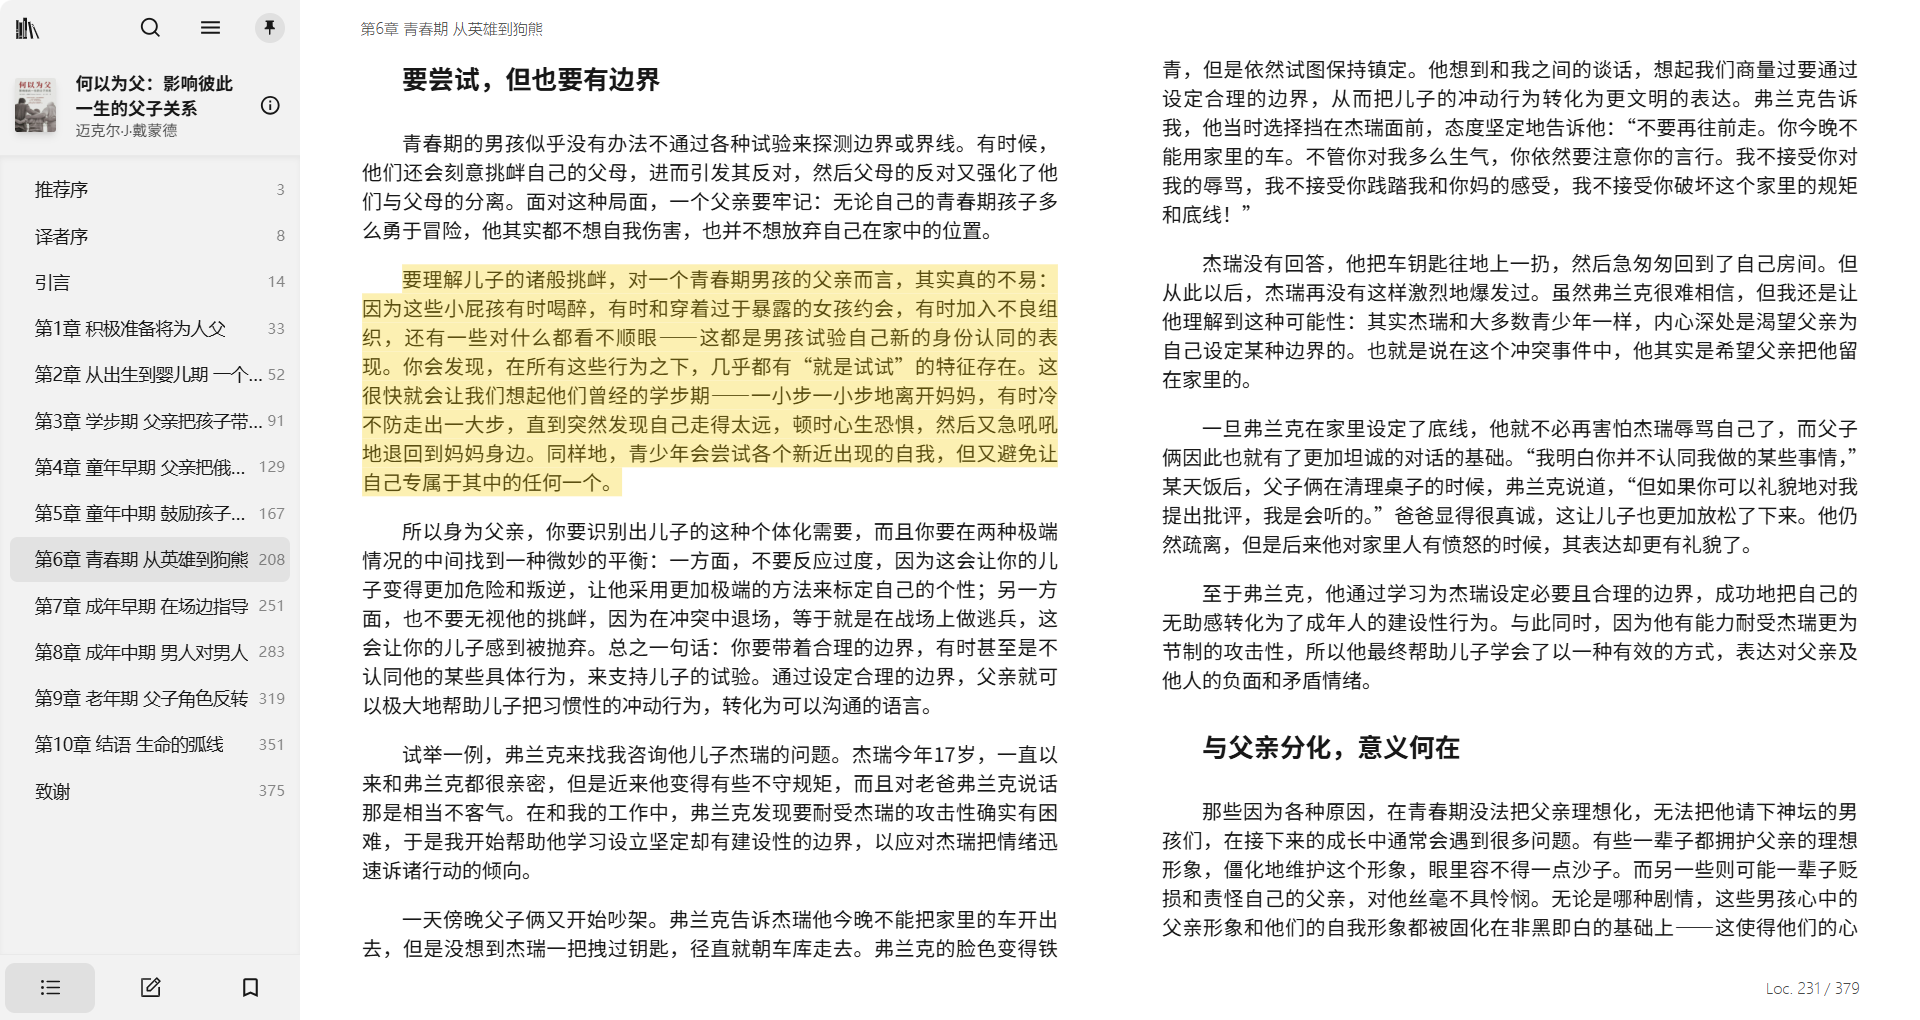 何以为父：影响彼此
一生的父子关系
迈克尔·J·戴蒙德
推荐序 3
译者序 8
引言 14
第1章 积极准备将为人父 33
第2章 从出生到婴儿期 一个... 52
第3章 学步期 父亲把孩子带... 91
第4章 童年早期 父亲把俄... 129
第5章 童年中期 鼓励孩子... 167
第6章 青春期 从英雄到狗熊 208
第7章 成年早期 在场边指导 251
第8章 成年中期 男人对男人 283
第9章 老年期 父子角色反转 319
第10章 结语 生命的弧线 351
致谢 375
第6章 青春期 从英雄到狗熊
要尝试，但也要有边界
青春期的男孩似乎没有办法不通过各种试验来探测边界或界线。有时候，
他们还会刻意挑衅自己的父母，进而引发其反对，然后父母的反对又强化了他
们与父母的分离。面对这种局面，一个父亲要牢记：无论自己的青春期孩子多
么勇于冒险，他其实都不想自我伤害，也并不想放弃自己在家中的位置。
要理解儿子的诸般挑衅，对一个青春期男孩的父亲而言，其实真的不易：
因为这些小屁孩有时喝醉，有时和穿着过于暴露的女孩约会，有时加入不良组
织，还有一些对什么都看不顺眼——这都是男孩试验自己新的身份认同的表
现。你会发现，在所有这些行为之下，几乎都有“就是试试”的特征存在。这
很快就会让我们想起他们曾经的学步期——一小步一小步地离开妈妈，有时冷
不防走出一大步，直到突然发现自己走得太远，顿时心生恐惧，然后又急吼吼
地退回到妈妈身边。同样地，青少年会尝试各个新近出现的自我，但又避免让
自己专属于其中的任何一个。
所以身为父亲，你要识别出儿子的这种个体化需要，而且你要在两种极端
情况的中间找到一种微妙的平衡：一方面，不要反应过度，因为这会让你的儿
子变得更加危险和叛逆，让他采用更加极端的方法来标定自己的个性；另一方
面，也不要无视他的挑衅，因为在冲突中退场，等于就是在战场上做逃兵，这
会让你的儿子感到被抛弃。总之一句话：你要带着合理的边界，有时甚至是不
认同他的某些具体行为，来支持儿子的试验。通过设定合理的边界，父亲就可
以极大地帮助儿子把习惯性的冲动行为，转化为可以沟通的语言。
试举一例，弗兰克来找我咨询他儿子杰瑞的问题。杰瑞今年17岁，一直以
来和弗兰克都很亲密，但是近来他变得有些不守规矩，而且对老爸弗兰克说话
那是相当不客气。在和我的工作中，弗兰克发现要耐受杰瑞的攻击性确实有困
难，于是我开始帮助他学习设立坚定却有建设性的边界，以应对杰瑞把情绪迅
速诉诸行动的倾向。
一天傍晚父子俩又开始吵架。弗兰克告诉杰瑞他今晚不能把家里的车开出
去，但是没想到杰瑞一把拽过钥匙，径直就朝车库走去。弗兰克的脸色变得铁
青，但是依然试图保持镇定。他想到和我之间的谈话，想起我们商量过要通过
设定合理的边界，从而把儿子的冲动行为转化为更文明的表达。弗兰克告诉
我，他当时选择挡在杰瑞面前，态度坚定地告诉他：“不要再往前走。你今晚不
能用家里的车。不管你对我多么生气，你依然要注意你的言行。我不接受你对
我的辱骂，我不接受你践踏我和你妈的感受，我不接受你破坏这个家里的规矩
和底线！”
杰瑞没有回答，他把车钥匙往地上一扔，然后急匆匆回到了自己房间。但
从此以后，杰瑞再没有这样激烈地爆发过。虽然弗兰克很难相信，但我还是让
他理解到这种可能性：其实杰瑞和大多数青少年一样，内心深处是渴望父亲为
自己设定某种边界的。也就是说在这个冲突事件中，他其实是希望父亲把他留
在家里的。
一旦弗兰克在家里设定了底线，他就不必再害怕杰瑞辱骂自己了，而父子
俩因此也就有了更加坦诚的对话的基础。“我明白你并不认同我做的某些事情，”
某天饭后，父子俩在清理桌子的时候，弗兰克说道，“但如果你可以礼貌地对我
提出批评，我是会听的。”爸爸显得很真诚，这让儿子也更加放松了下来。他仍
然疏离，但是后来他对家里人有愤怒的时候，其表达却更有礼貌了。
至于弗兰克，他通过学习为杰瑞设定必要且合理的边界，成功地把自己的
无助感转化为了成年人的建设性行为。与此同时，因为他有能力耐受杰瑞更为
节制的攻击性，所以他最终帮助儿子学会了以一种有效的方式，表达对父亲及
他人的负面和矛盾情绪。
与父亲分化，意义何在
那些因为各种原因，在青春期没法把父亲理想化，无法把他请下神坛的男
孩们，在接下来的成长中通常会遇到很多问题。有些一辈子都拥护父亲的理想
形象，僵化地维护这个形象，眼里容不得一点沙子。而另一些则可能一辈子贬
损和责怪自己的父亲，对他丝毫不具怜悯。无论是哪种剧情，这些男孩心中的
父亲形象和他们的自我形象都被固化在非黑即白的基础上——这使得他们的心
Loc. 231 / 379